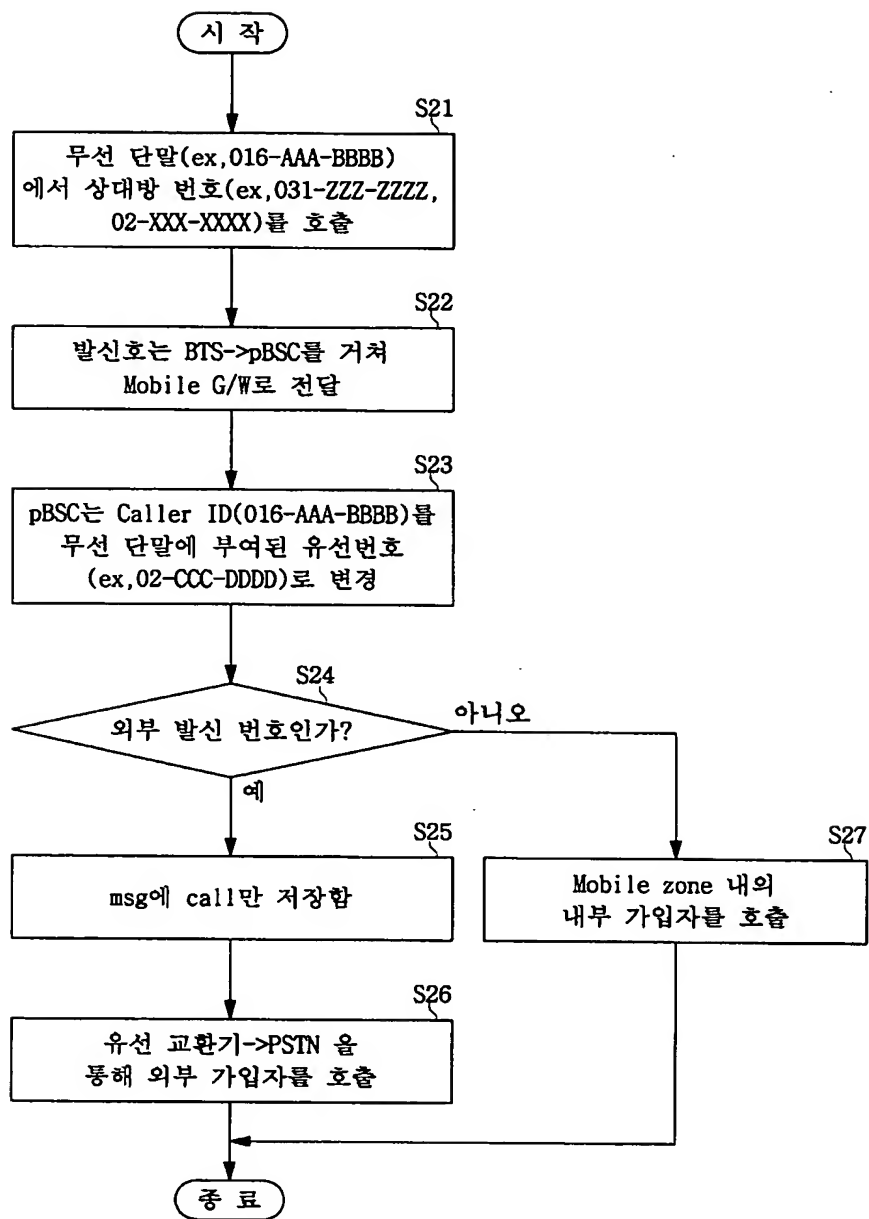 시 작
S21
무선 단말(ex,016-AAA-BBBB)
에서 상대방 번호(ex,031-ZZZ-ZZZZ,
02-XXX-XXXX)를 호출
S22
발신호는 BTS->pBSC를 거쳐
Mobile G/W로 전달
S23
pBSC는 Caller ID(016-AAA-BBBB)를
무선 단말에 부여된 유선번호
(ex,02-CCC-DDDD)로 변경
S24
외부 발신 번호인가?
아니오
예
S25
msg에 call만 저장함
S27
Mobile zone 내의
내부 가입자를 호출
S26
유선 교환기->PSTN 을
통해 외부 가입자를 호출
종 료